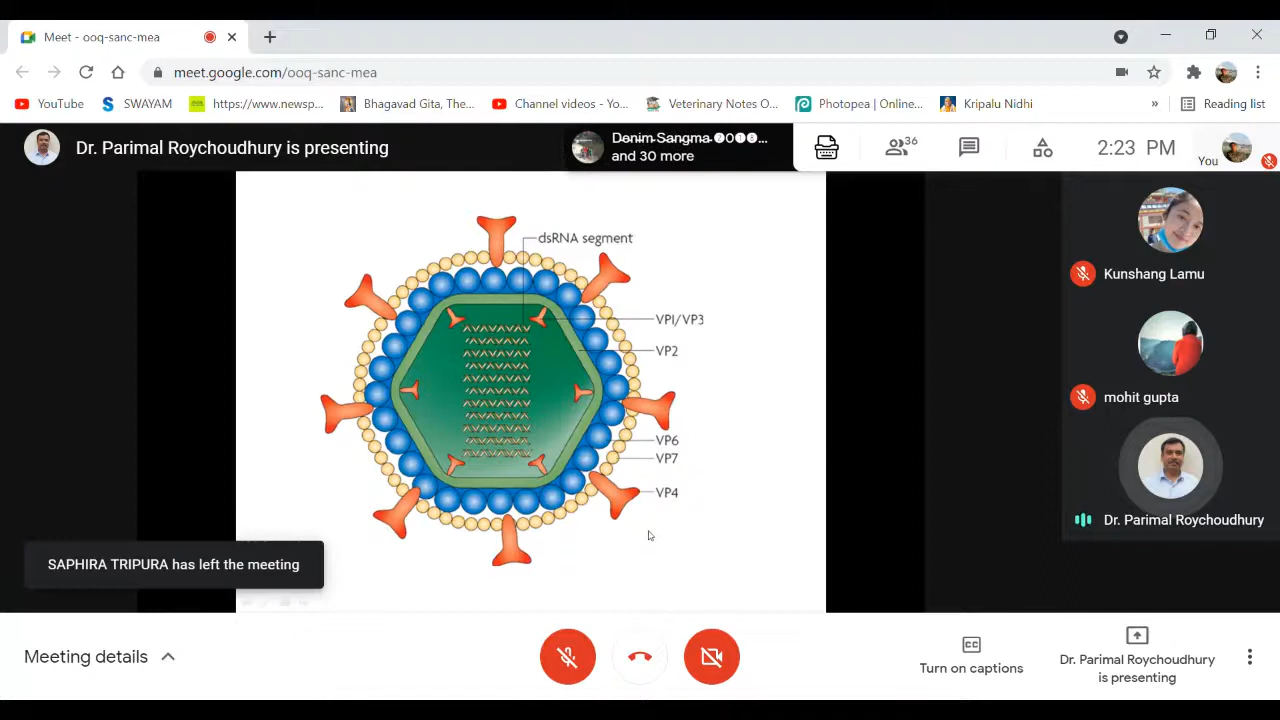 Meet - ooq-sanc-mea
meet.google.com/ooq-sanc-mea
YouTube
SWAYAM
https://www.newsp...
Bhagavad Gita, The...
Channel videos - Yo...
Veterinary Notes O...
Photopea | Online...
Kripalu Nidhi
»
Reading list
Dr. Parimal Roychoudhury is presenting
D̶e̶n̶i̶m̶ ̶S̶a̶n̶g̶m̶a̶ ❷⓿❶❽...
and 30 more
36
2:23 PM
You
dsRNA segment
VP1/VP3
VP2
VP6
VP7
VP4
Kunshang Lamu
mohit gupta
Dr. Parimal Roychoudhury
SAPHIRA TRIPURA has left the meeting
Meeting details
CC
Turn on captions
Dr. Parimal Roychoudhury
is presenting